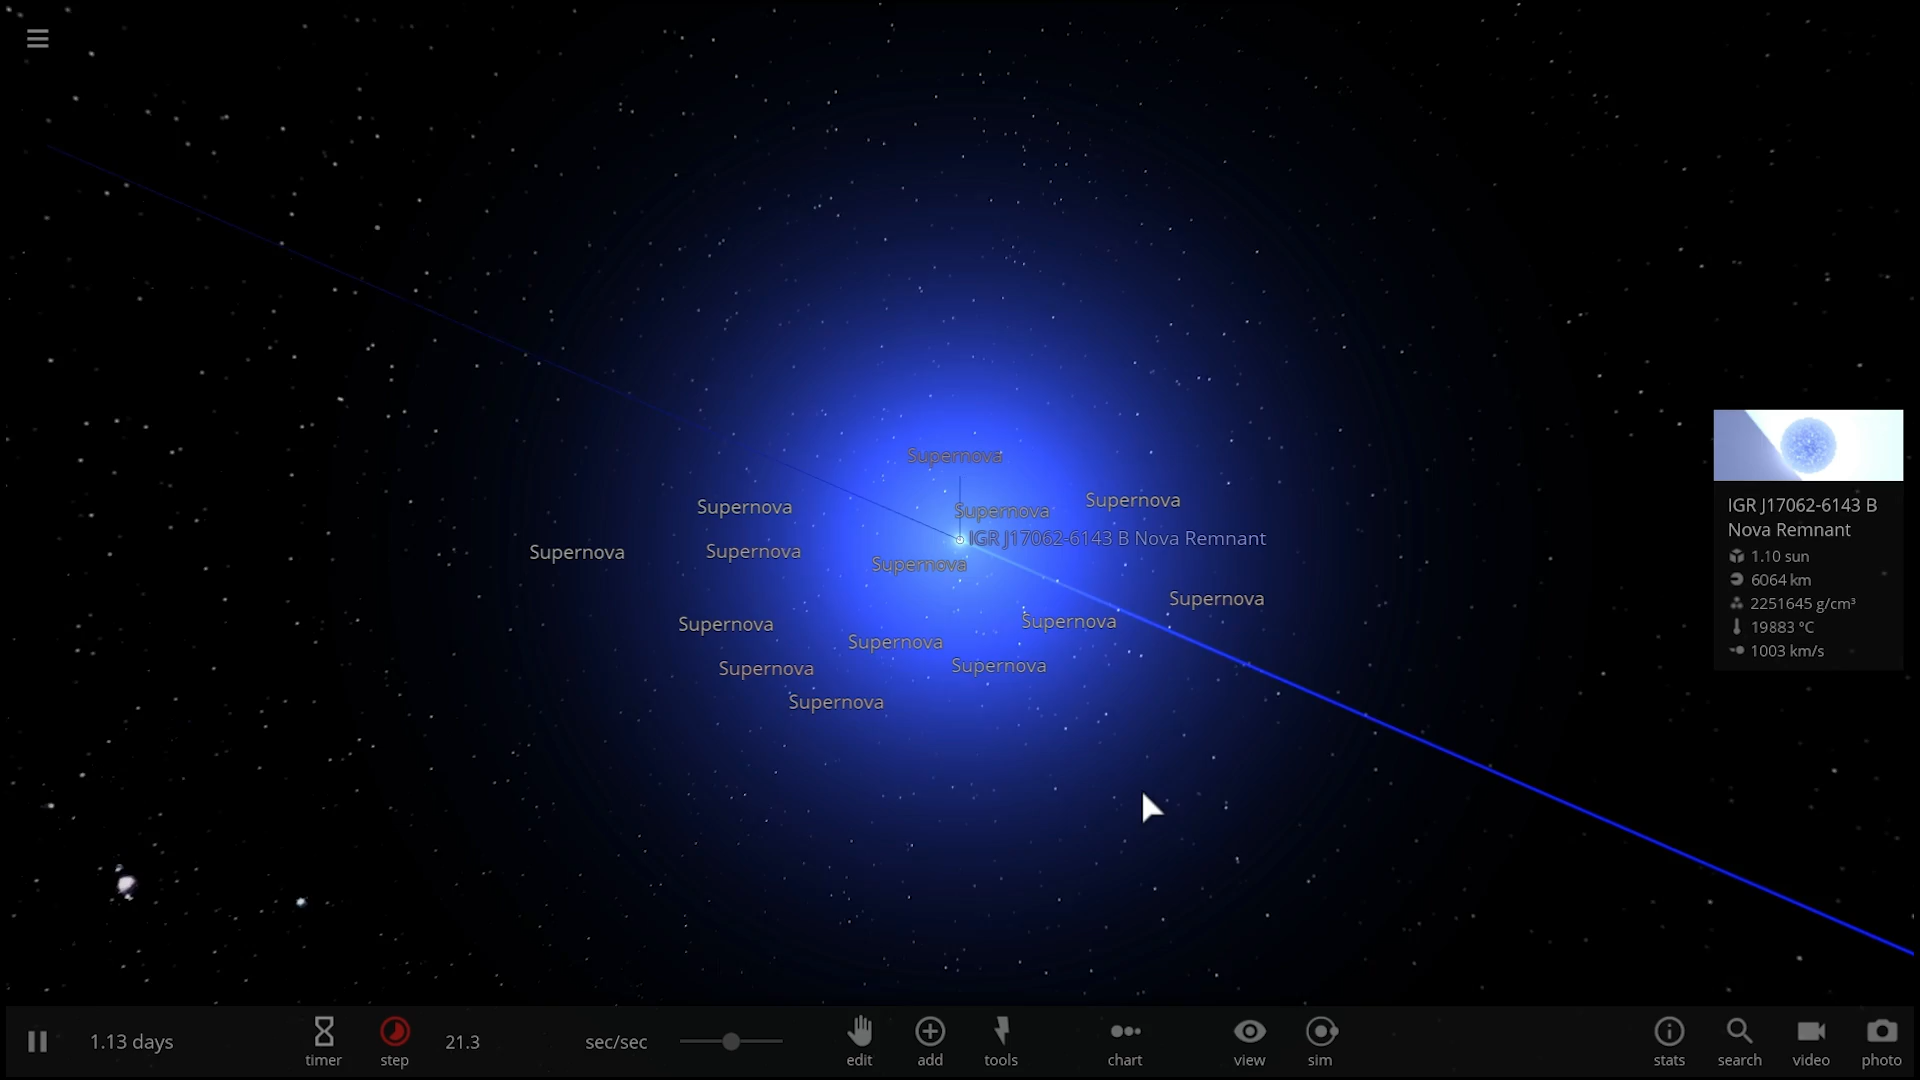 Supernova
Supernova
Supernova
Supernova
IGR J17062-6143 B Nova Remnant
Supernova
Supernova
Supernova
Supernova
Supernova
Supernova
Supernova
Supernova
Supernova
Supernova
IGR J17062-6143 B
Nova Remnant
1.10 sun
6064 km
2251645 g/cm³
19883 °C
1003 km/s
1.13 days
timer
step
21.3
sec/sec
edit
add
tools
chart
view
sim
stats
search
video
photo